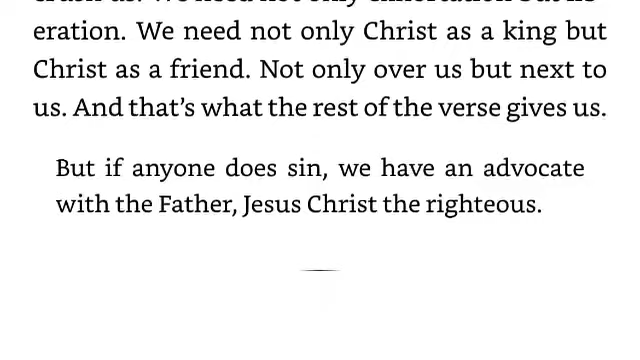 eration. We need not only Christ as a king but
Christ as a friend. Not only over us but next to
us. And that's what the rest of the verse gives us.
But if anyone does sin, we have an advocate
with the Father, Jesus Christ the righteous.